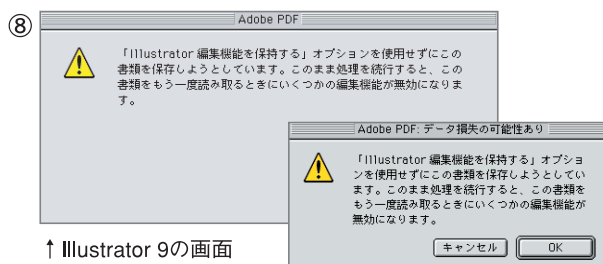 ⑧
Adobe PDF
「Illustrator 編集機能を保持する」オプションを使用せずにこの
書類を保存しようとしています。このまま処理を続行すると、この
書類をもう一度読み取るときにいくつかの編集機能が無効になりま
す。
Adobe PDF: データ損失の可能性あり
「Illustrator 編集機能を保持する」オプショ
ンを使用せずにこの書類を保存しようとしてい
ます。このまま処理を続行すると、この書類を
もう一度読み取るときにいくつかの編集機能が
無効になります。
キャンセル
OK
↑ Illustrator 9の画面